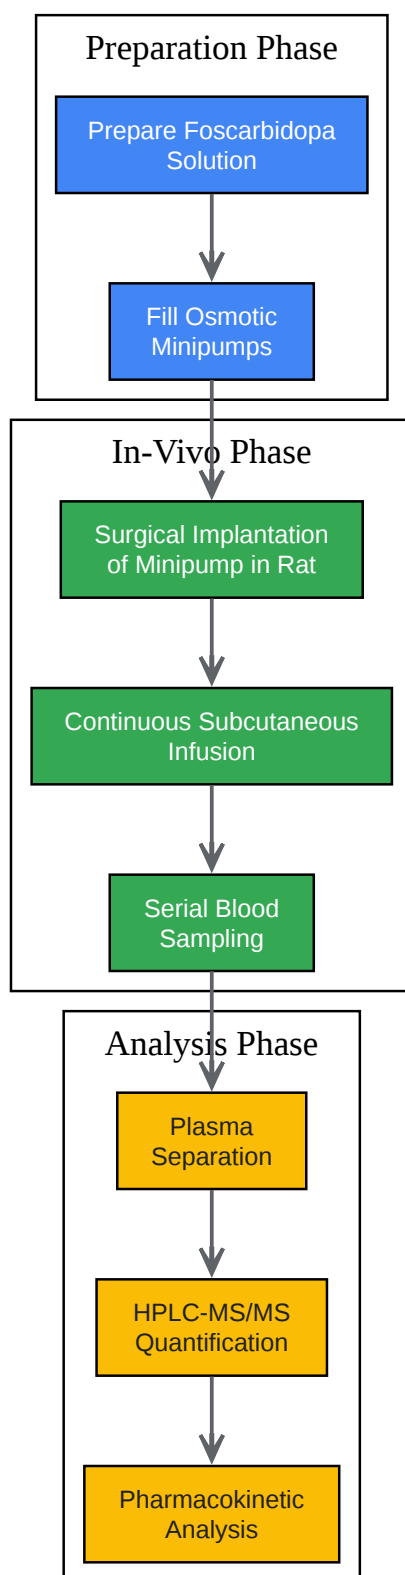 Preparation Phase
Prepare Foscarbidopa
Solution
Fill Osmotic
Minipumps
In-Vivo Phase
Surgical Implantation
of Minipump in Rat
Continuous Subcutaneous
Infusion
Serial Blood
Sampling
Analysis Phase
Plasma
Separation
HPLC-MS/MS
Quantification
Pharmacokinetic
Analysis